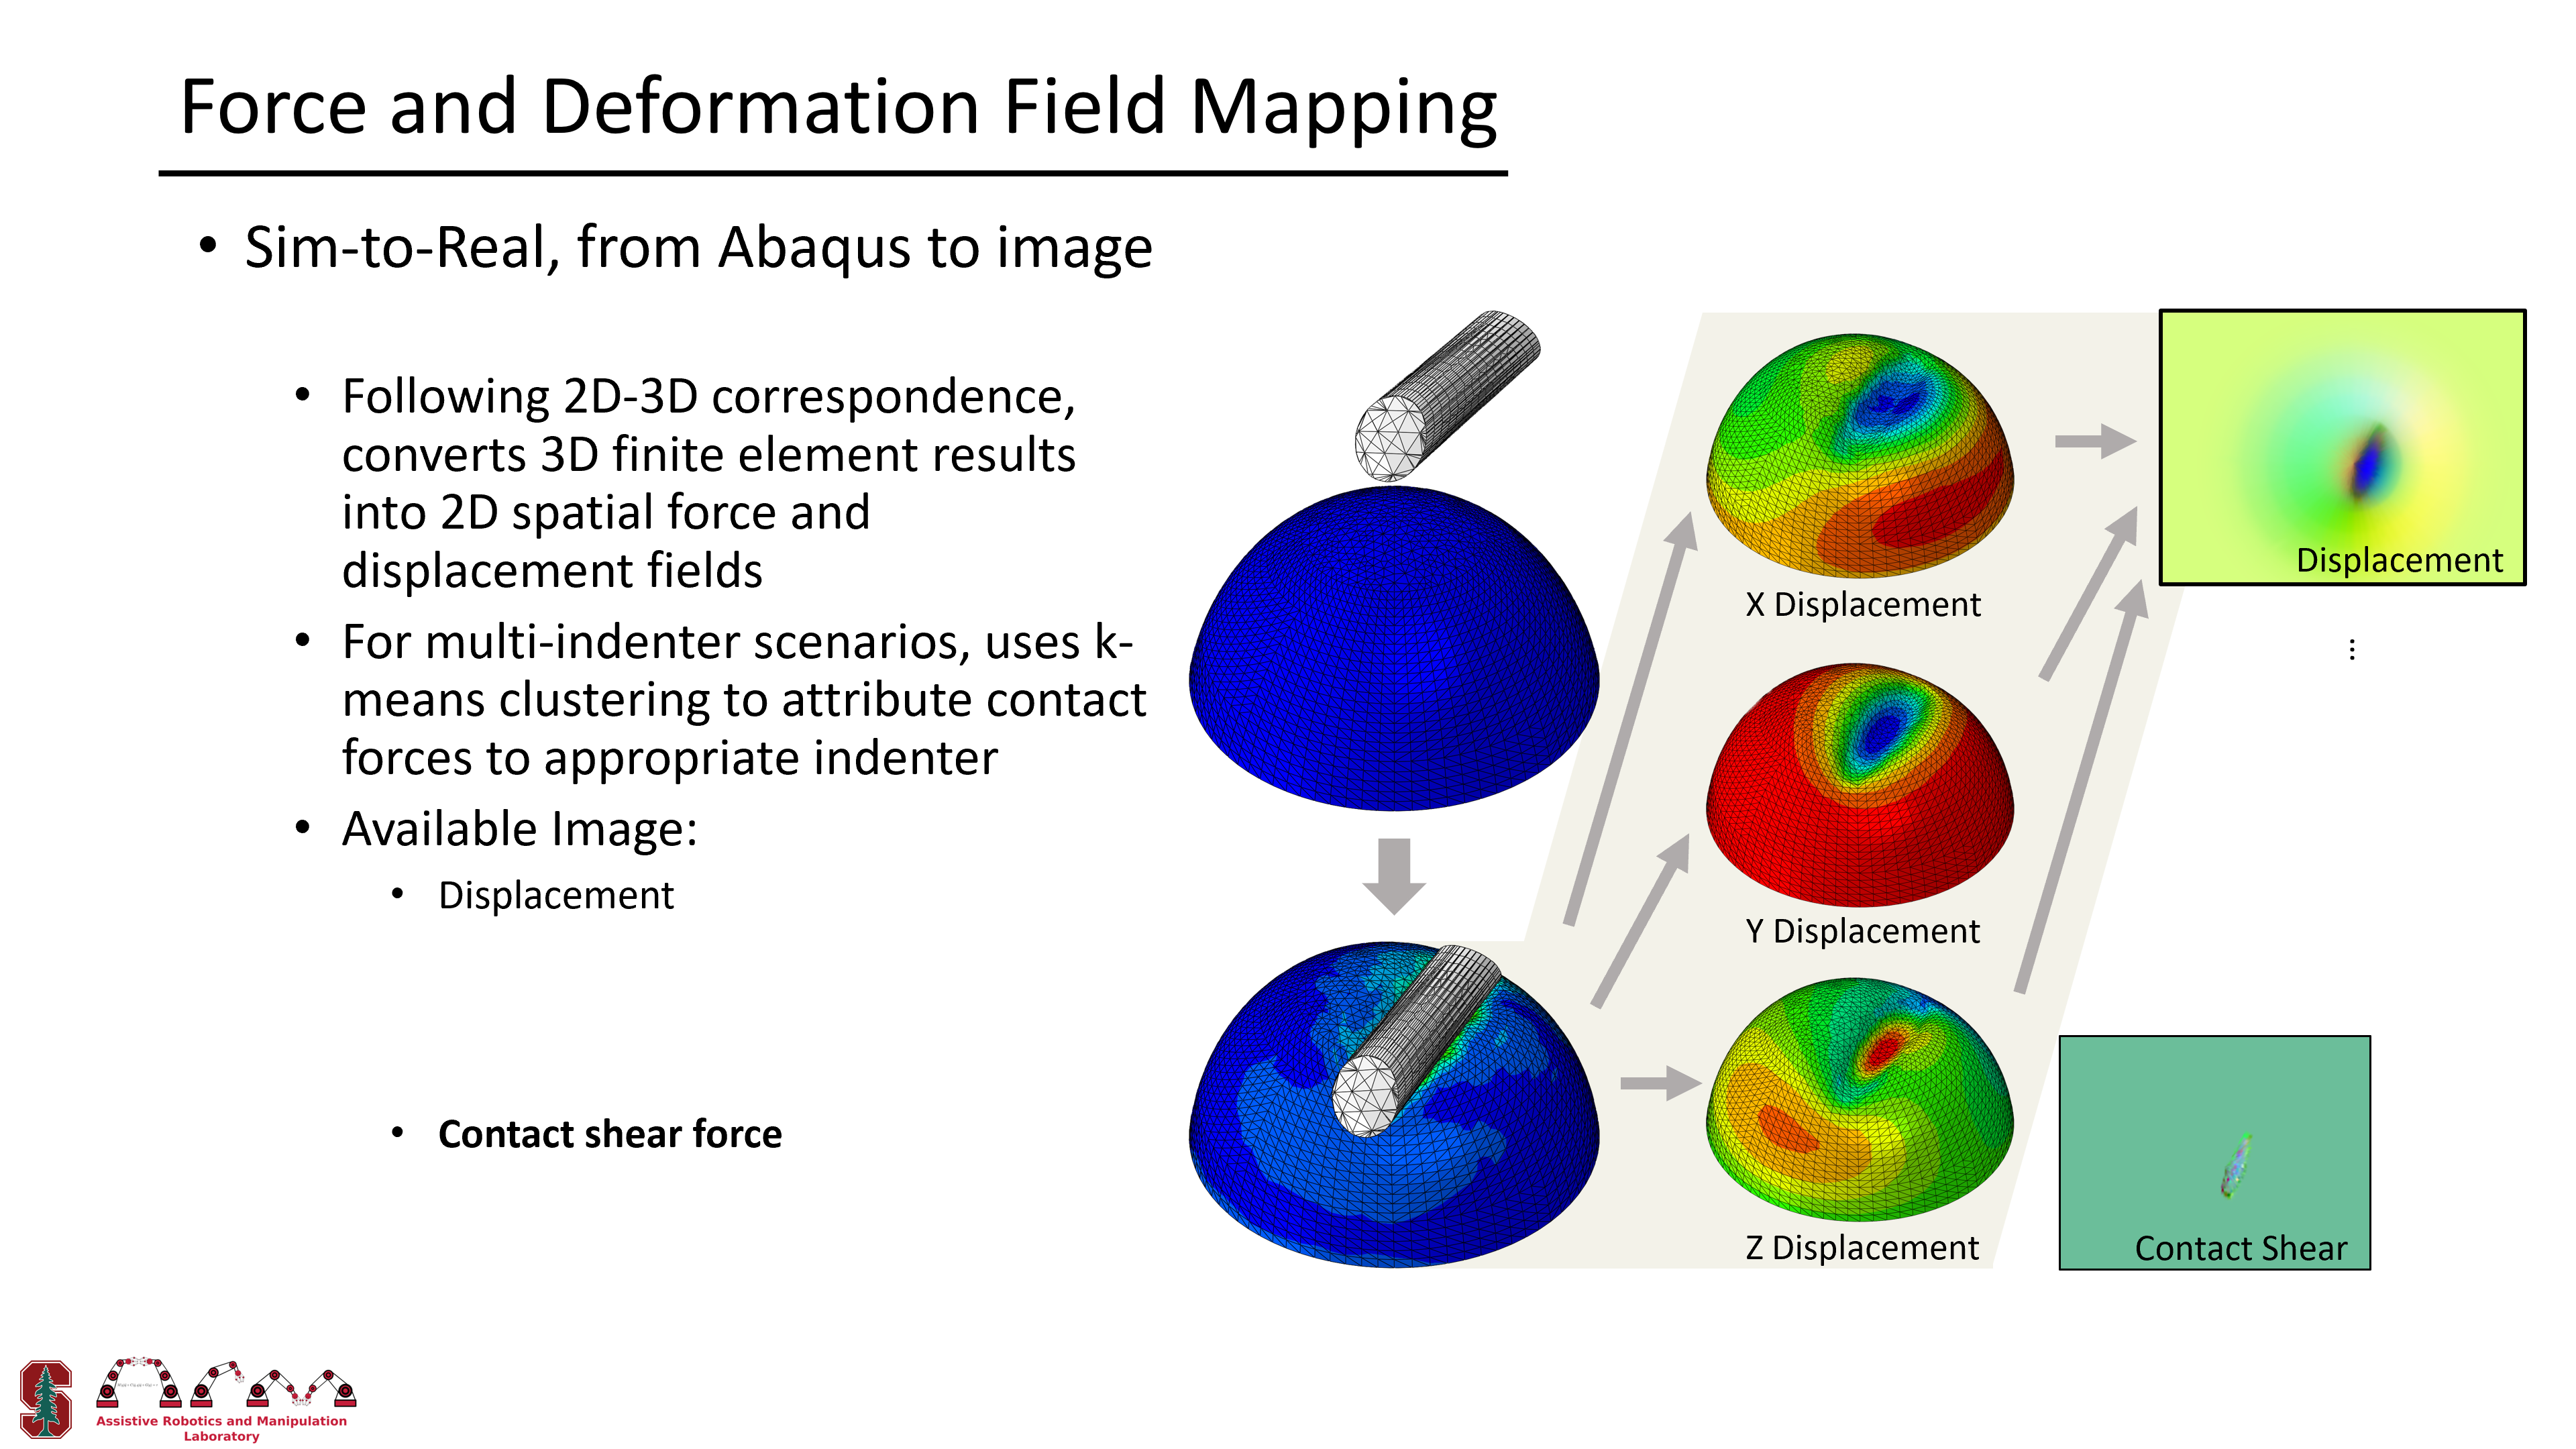 Force and Deformation Field Mapping
• Sim-to-Real, from Abaqus to image
• Following 2D-3D correspondence,
converts 3D finite element results
into 2D spatial force and
displacement fields
• For multi-indenter scenarios, uses k-
means clustering to attribute contact
forces to appropriate indenter
• Available Image:
• Displacement
• Contact shear force
X Displacement
Y Displacement
Z Displacement
Displacement
⋮
Contact Shear
Assistive Robotics and Manipulation
Laboratory